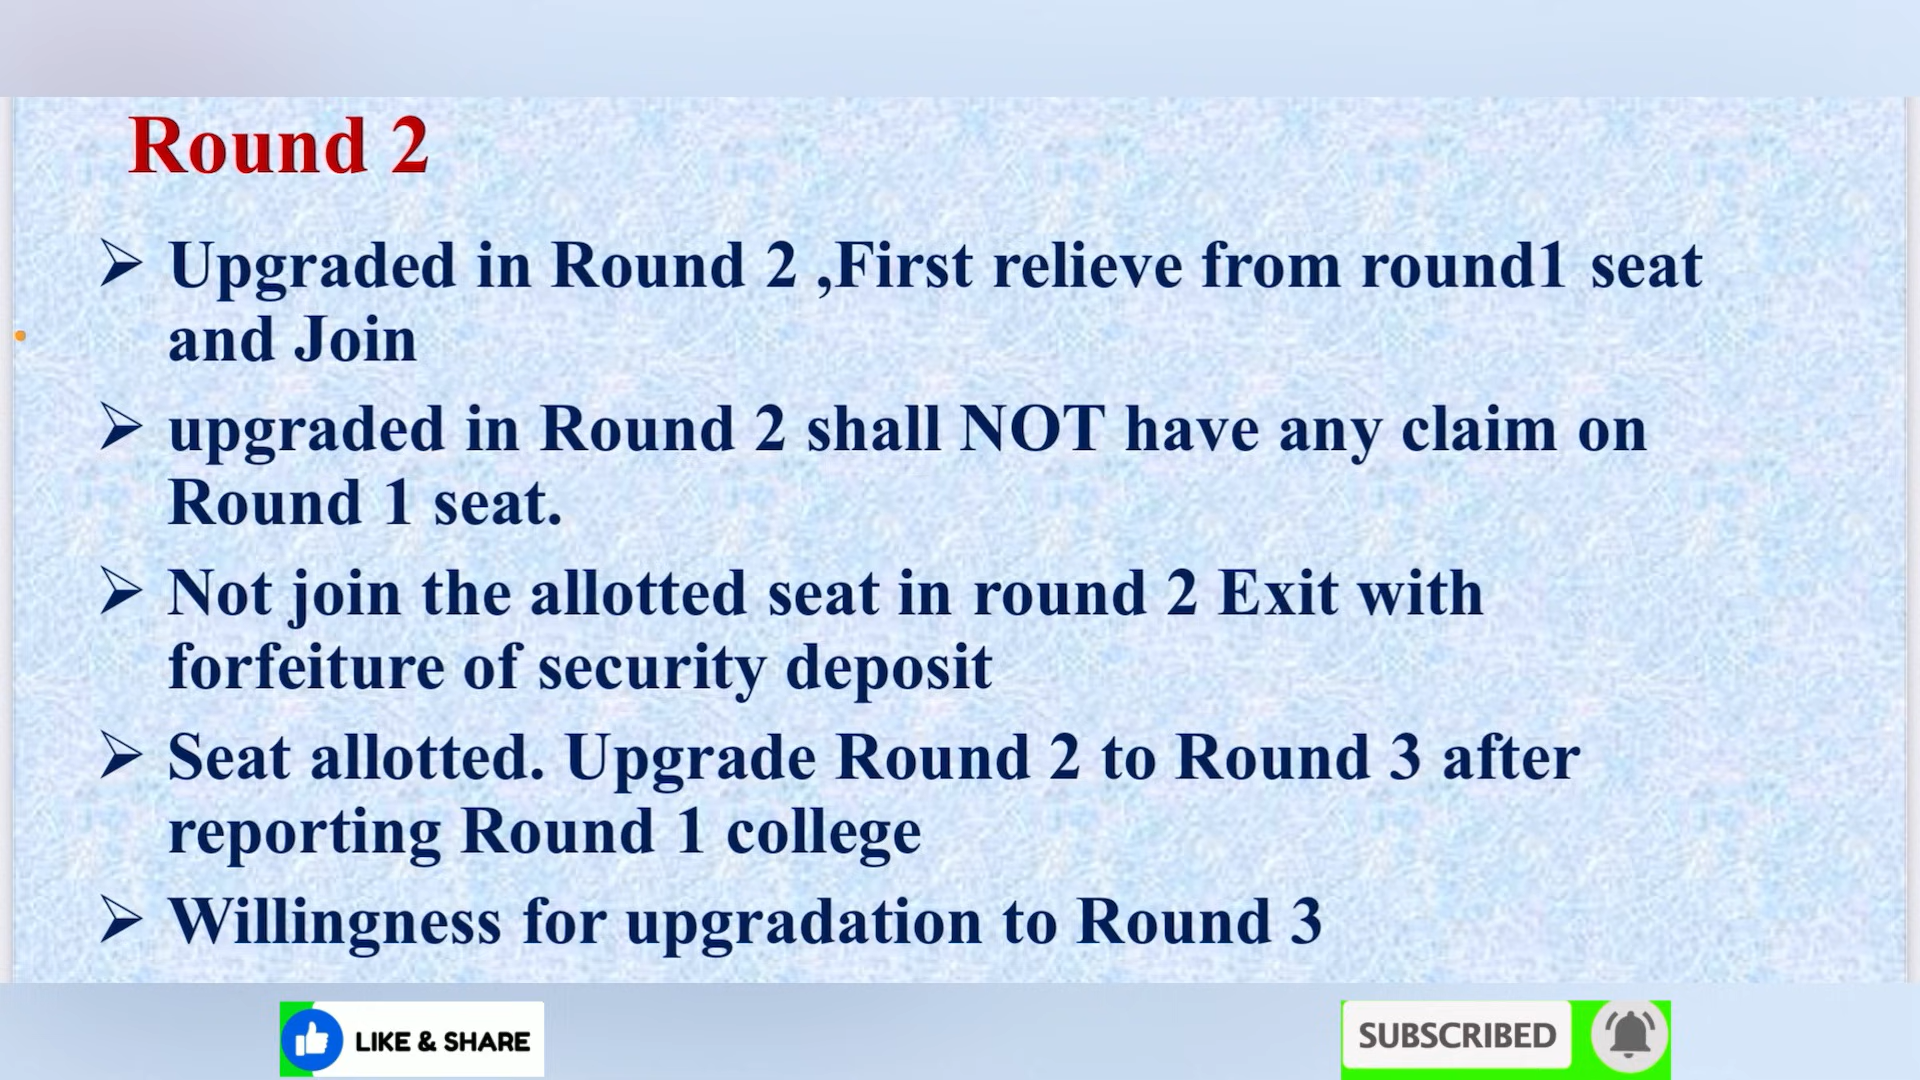 Round 2
➢ Upgraded in Round 2 ,First relieve from round1 seat
and Join
➢ upgraded in Round 2 shall NOT have any claim on
Round 1 seat.
➢ Not join the allotted seat in round 2 Exit with
forfeiture of security deposit
➢ Seat allotted. Upgrade Round 2 to Round 3 after
reporting Round 1 college
➢ Willingness for upgradation to Round 3
LIKE & SHARE
SUBSCRIBED